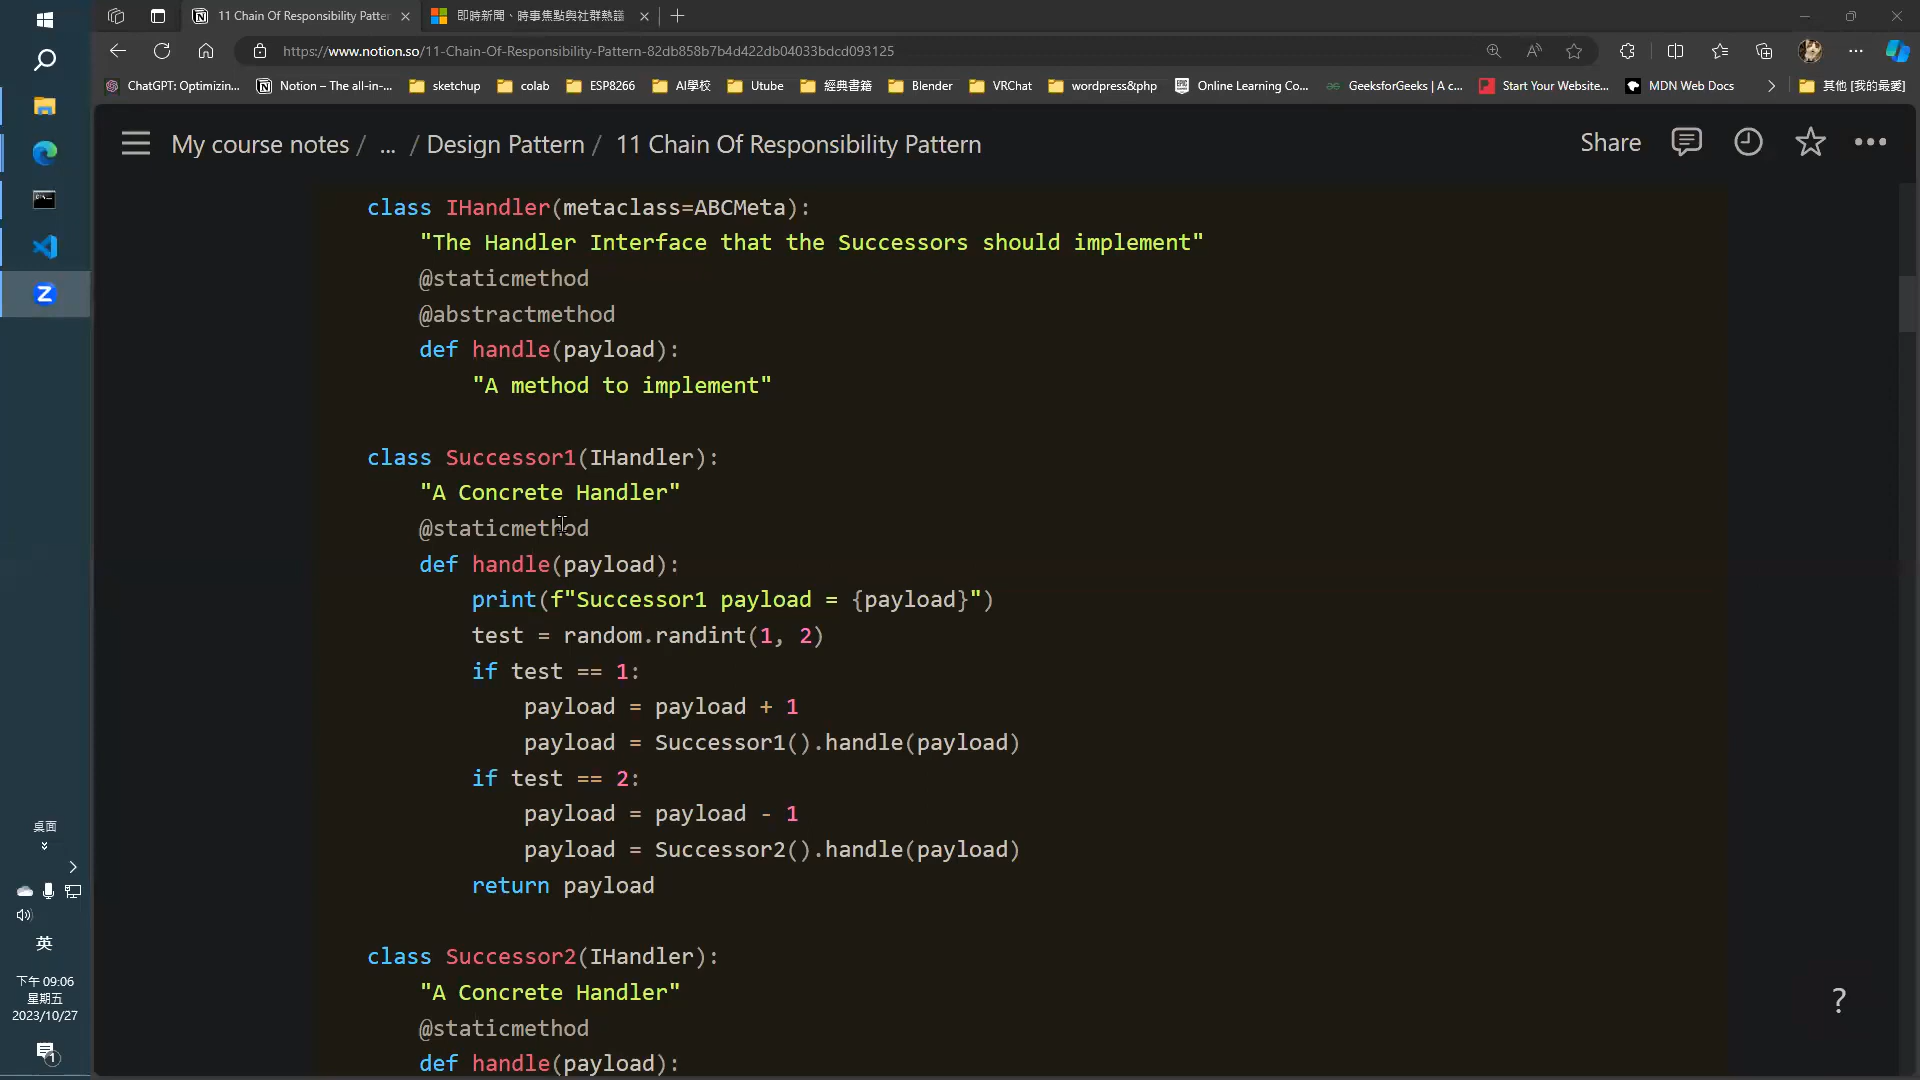 11 Chain Of Responsibility Patter
即時新聞、時事焦點與社群熱議
https://www.notion.so/11-Chain-Of-Responsibility-Pattern-82db858b7b4d422db04033bdcd093125
ChatGPT: Optimizin...
Notion – The all-in-...
sketchup
colab
ESP8266
AI學校
Utube
經典書籍
Blender
VRChat
wordpress&php
Online Learning Co...
GeeksforGeeks | A c...
Start Your Website...
MDN Web Docs
其他 [我的最愛]
My course notes / ... / Design Pattern / 11 Chain Of Responsibility Pattern
Share
class IHandler(metaclass=ABCMeta):
"The Handler Interface that the Successors should implement"
@staticmethod
@abstractmethod
def handle(payload):
"A method to implement"
class Successor1(IHandler):
"A Concrete Handler"
@staticmethod
def handle(payload):
print(f"Successor1 payload = {payload}")
test = random.randint(1, 2)
if test == 1:
payload = payload + 1
payload = Successor1().handle(payload)
if test == 2:
payload = payload - 1
payload = Successor2().handle(payload)
return payload
class Successor2(IHandler):
"A Concrete Handler"
@staticmethod
def handle(payload):
桌面
英
下午 09:06
星期五
2023/10/27
1
?